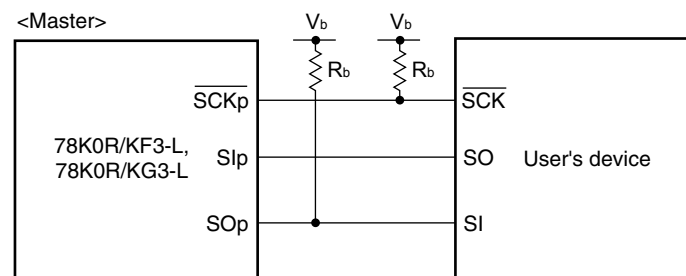 <Master>
Vb
Vb
Rb
Rb
SCKp
SCK
78K0R/KF3-L,
78K0R/KG3-L
SIp
SO
User's device
SOp
SI